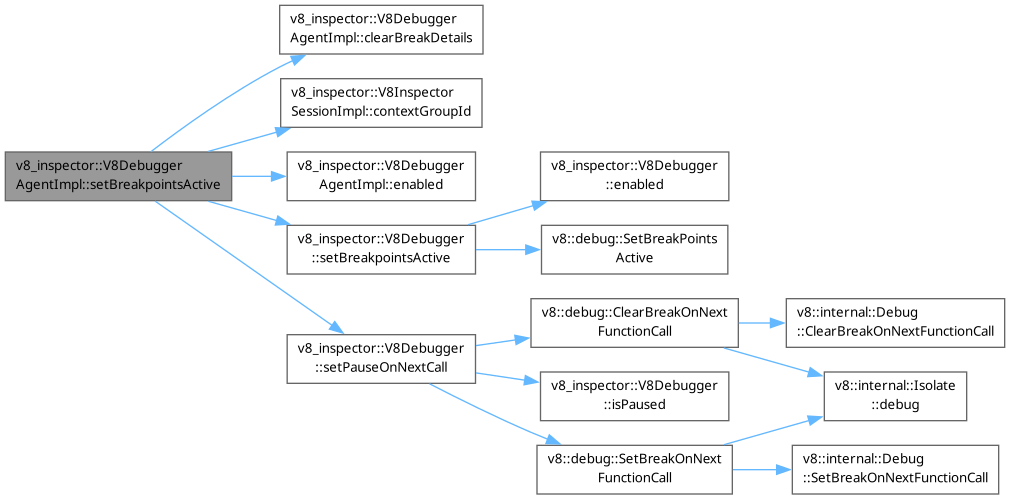 v8_inspector::V8Debugger
AgentImpl::clearBreakDetails
v8_inspector::V8Inspector
SessionImpl::contextGroupId
v8_inspector::V8Debugger
AgentImpl::setBreakpointsActive
v8_inspector::V8Debugger
AgentImpl::enabled
v8_inspector::V8Debugger
::setBreakpointsActive
v8_inspector::V8Debugger
::enabled
v8::debug::SetBreakPoints
Active
v8_inspector::V8Debugger
::setPauseOnNextCall
v8::debug::ClearBreakOnNext
FunctionCall
v8::internal::Debug
::ClearBreakOnNextFunctionCall
v8_inspector::V8Debugger
::isPaused
v8::internal::Isolate
::debug
v8::debug::SetBreakOnNext
FunctionCall
v8::internal::Debug
::SetBreakOnNextFunctionCall